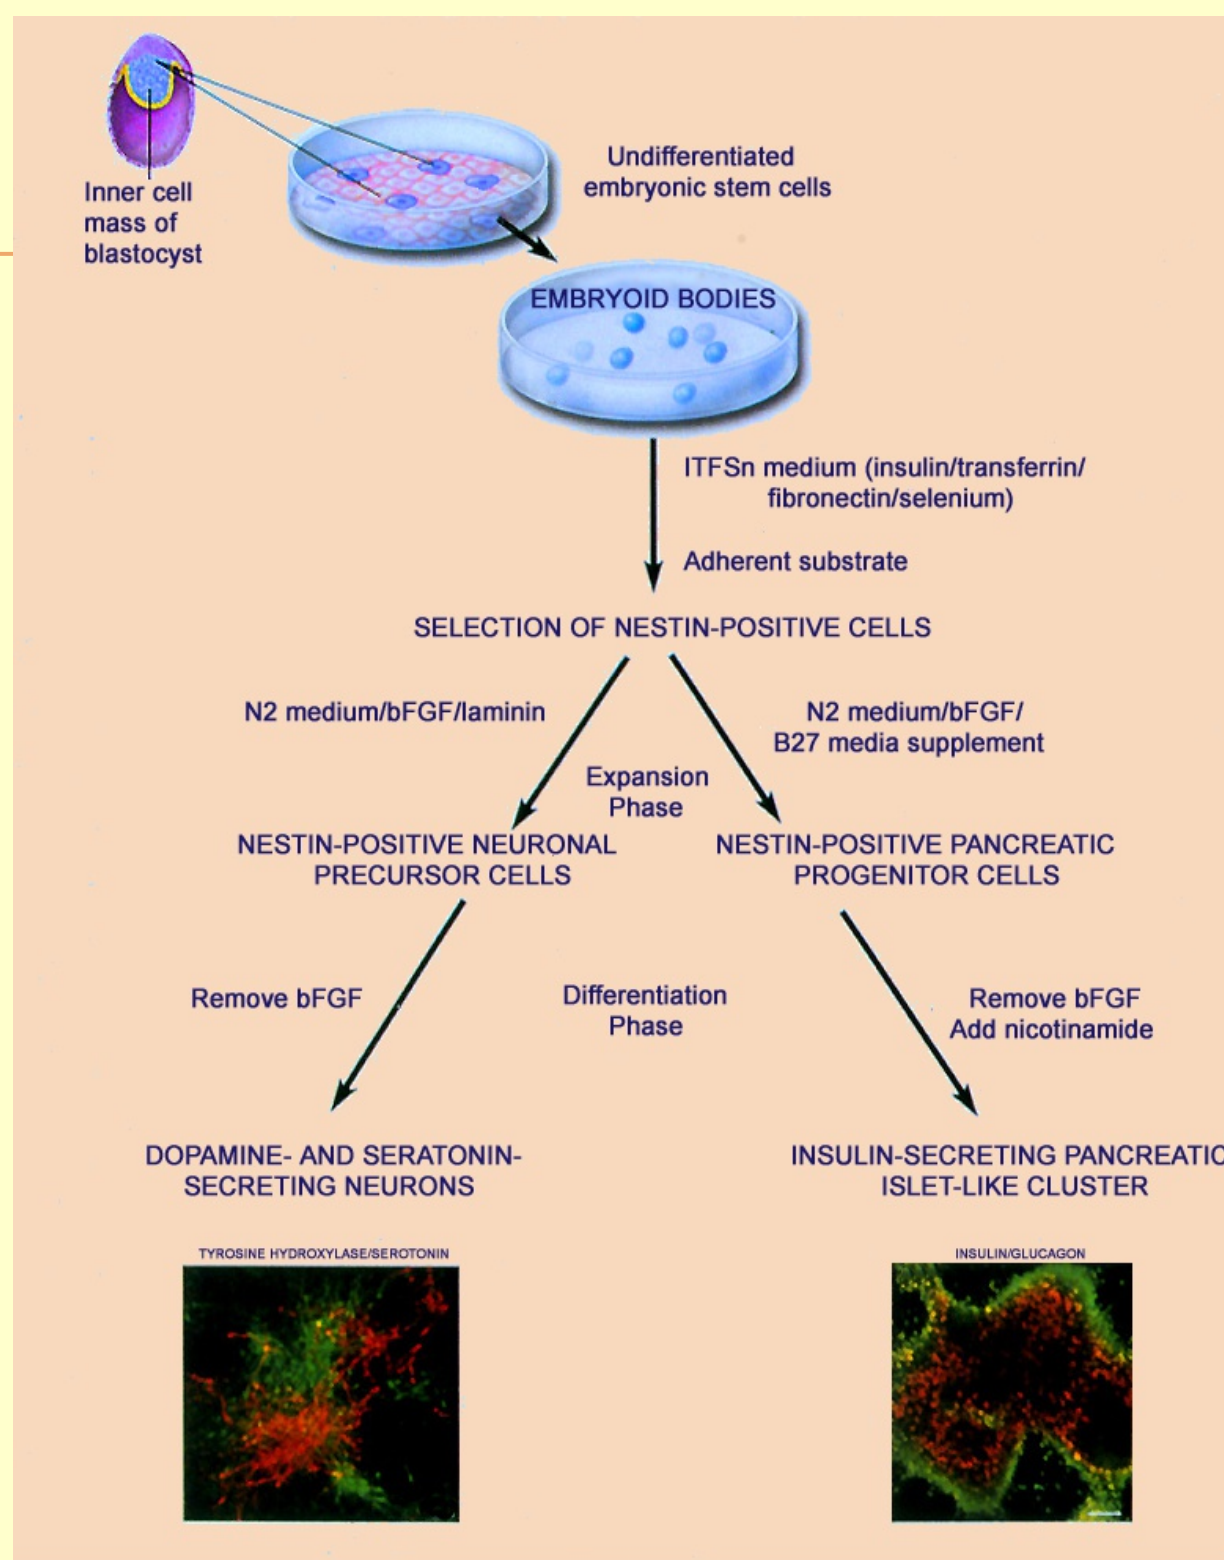 Inner cell
mass of
blastocyst
Undifferentiated
embryonic stem cells
EMBRYOID BODIES
ITFSn medium (insulin/transferrin/
fibronectin/selenium)
Adherent substrate
SELECTION OF NESTIN-POSITIVE CELLS
N2 medium/bFGF/laminin
N2 medium/bFGF/
B27 media supplement
Expansion
Phase
NESTIN-POSITIVE NEURONAL
PRECURSOR CELLS
NESTIN-POSITIVE PANCREATIC
PROGENITOR CELLS
Remove bFGF
Differentiation
Phase
Remove bFGF
Add nicotinamide
DOPAMINE- AND SERATONIN-
SECRETING NEURONS
INSULIN-SECRETING PANCREATIC
ISLET-LIKE CLUSTER
TYROSINE HYDROXYLASE/SEROTONIN
INSULIN/GLUCAGON